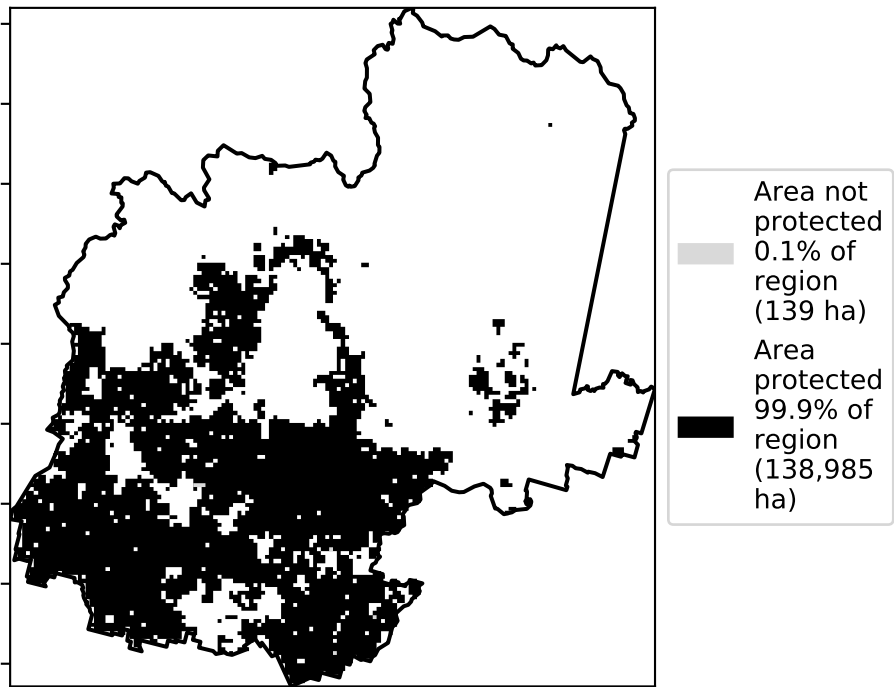 Area not
protected
0.1% of
region
(139 ha)
Area
protected
99.9% of
region
(138,985
ha)